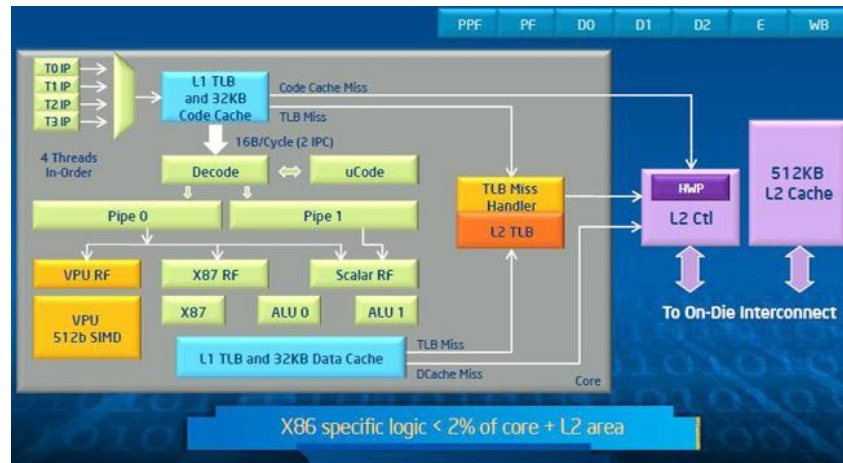 PPF PF D0 D1 D2 E WB
T0 IP
T1 IP
T2 IP
T3 IP
4 Threads
In-Order
L1 TLB
and 32KB
Code Cache
Code Cache Miss
TLB Miss
16B/Cycle (2 IPC)
Decode
uCode
Pipe 0
Pipe 1
TLB Miss
Handler
L2 TLB
HWP
L2 Ctl
512KB
L2 Cache
VPU RF
X87 RF
Scalar RF
VPU
512b SIMD
X87
ALU 0
ALU 1
To On-Die Interconnect
L1 TLB and 32KB Data Cache
TLB Miss
DCache Miss
Core
X86 specific logic < 2% of core + L2 area